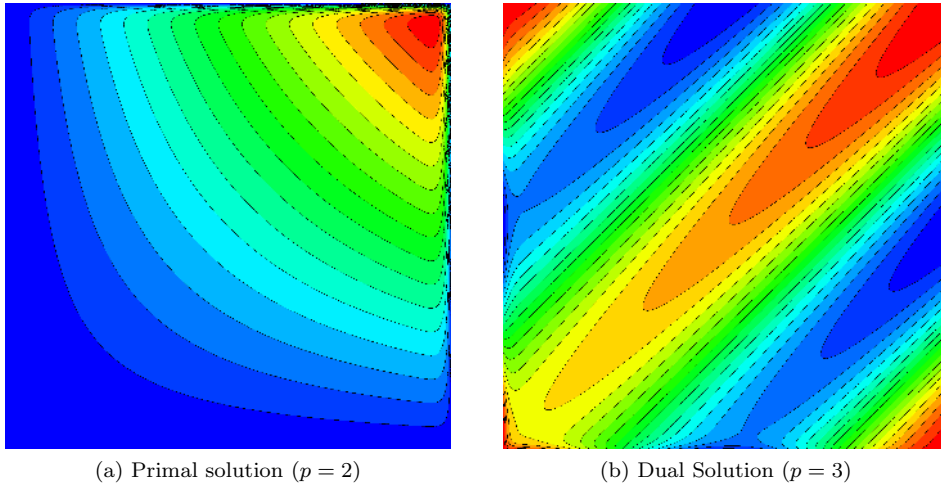 (a) Primal solution (p = 2)
(b) Dual Solution (p = 3)